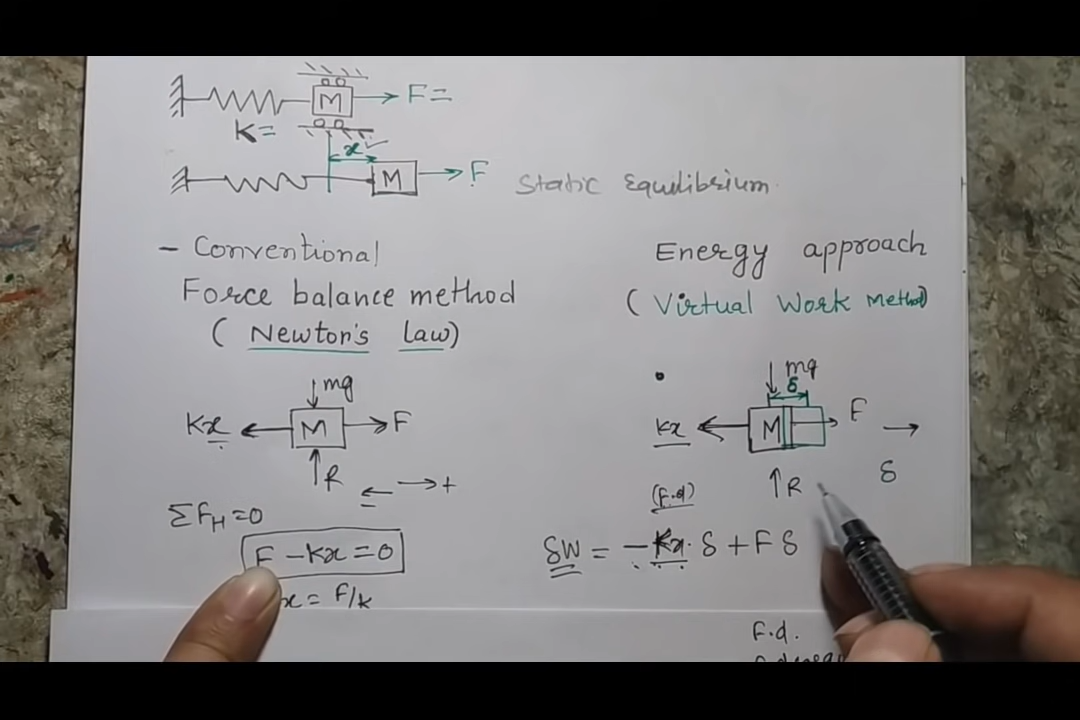 M F=
K=
x
M F Static Equilibrium.
- Conventional
Force balance method
( Newton's Law)
Energy approach
(Virtual Work Method)
mg
Kx M F
R
+
-
ΣFH=0
F - Kx = 0
x = F/k
mg
δ
Kx M F
δ
(F.d) R
δW = -Kx. δ + F δ
F.d.